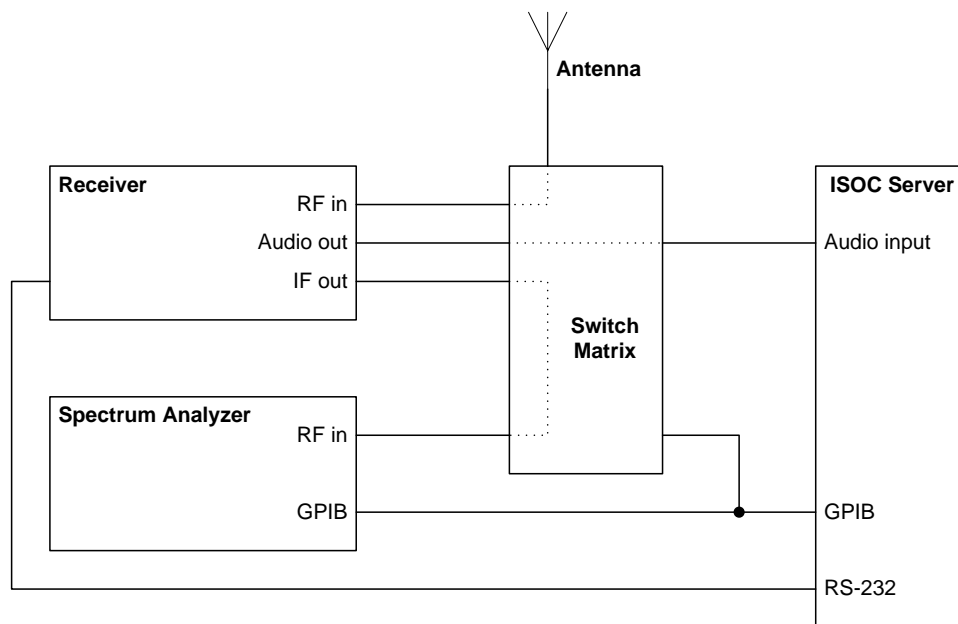 Antenna
Receiver
RF in
Audio out
IF out
Switch
Matrix
ISOC Server
Audio input
Spectrum Analyzer
RF in
GPIB
GPIB
RS-232